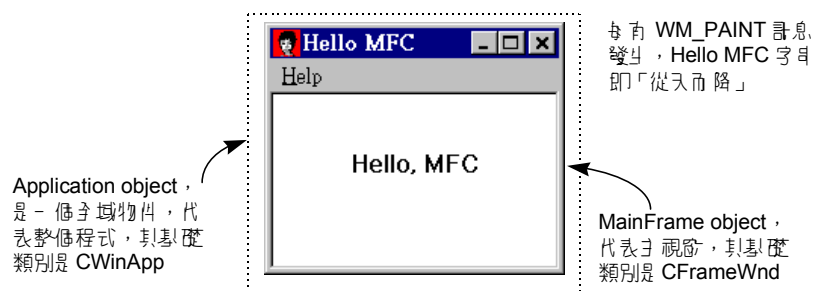 Hello MFC
Help
Hello, MFC
每有 WM_PAINT 訊息
發生，Hello MFC 字串
即「從天而降」
Application object，
是一個全域物件，代
表整個程式，其基礎
類別是 CWinApp
MainFrame object，
代表主視窗，其基礎
類別是 CFrameWnd